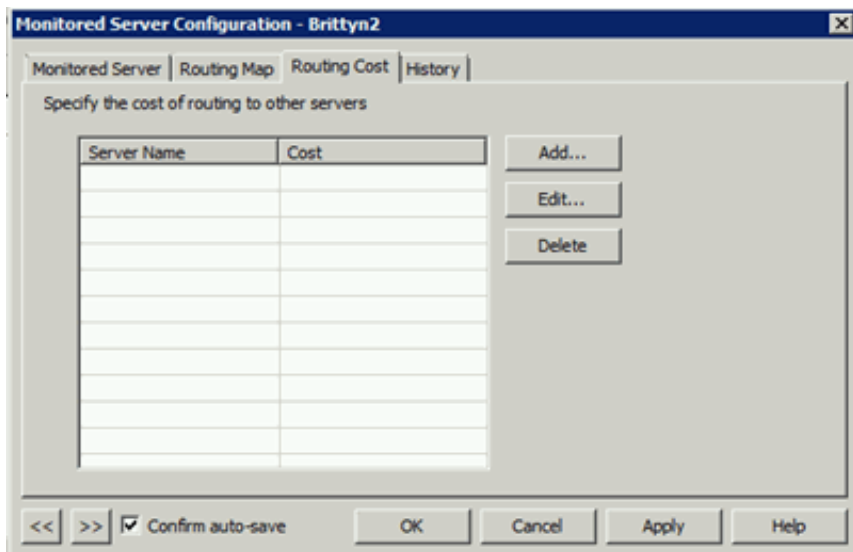 Monitored Server Configuration - Brittyn2
Monitored Server Routing Map Routing Cost History
Specify the cost of routing to other servers
Server Name Cost Add...
Edit...
Delete
<< >> Confirm auto-save OK Cancel Apply Help